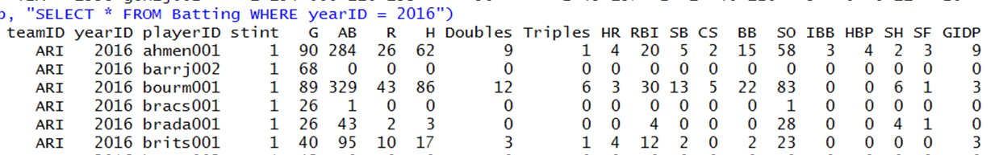 o, "SELECT * FROM Batting WHERE yearID = 2016")
teamID yearID playerID stint G AB R H Doubles Triples HR RBI SB CS BB SO IBB HBP SH SF GIDP
ARI 2016 ahmen001 1 90 284 26 62 9 1 4 20 5 2 15 58 3 4 2 3 9
ARI 2016 barrj002 1 68 0 0 0 0 0 0 0 0 0 0 0 0 0 0 0 0
ARI 2016 bourm001 1 89 329 43 86 12 6 3 30 13 5 22 83 0 0 6 1 3
ARI 2016 bracs001 1 26 1 0 0 0 0 0 0 0 0 0 1 0 0 0 0 0
ARI 2016 brada001 1 26 43 2 3 0 0 0 4 0 0 0 28 0 0 4 1 0
ARI 2016 brits001 1 40 95 10 17 3 1 4 12 2 0 2 23 0 0 0 0 3